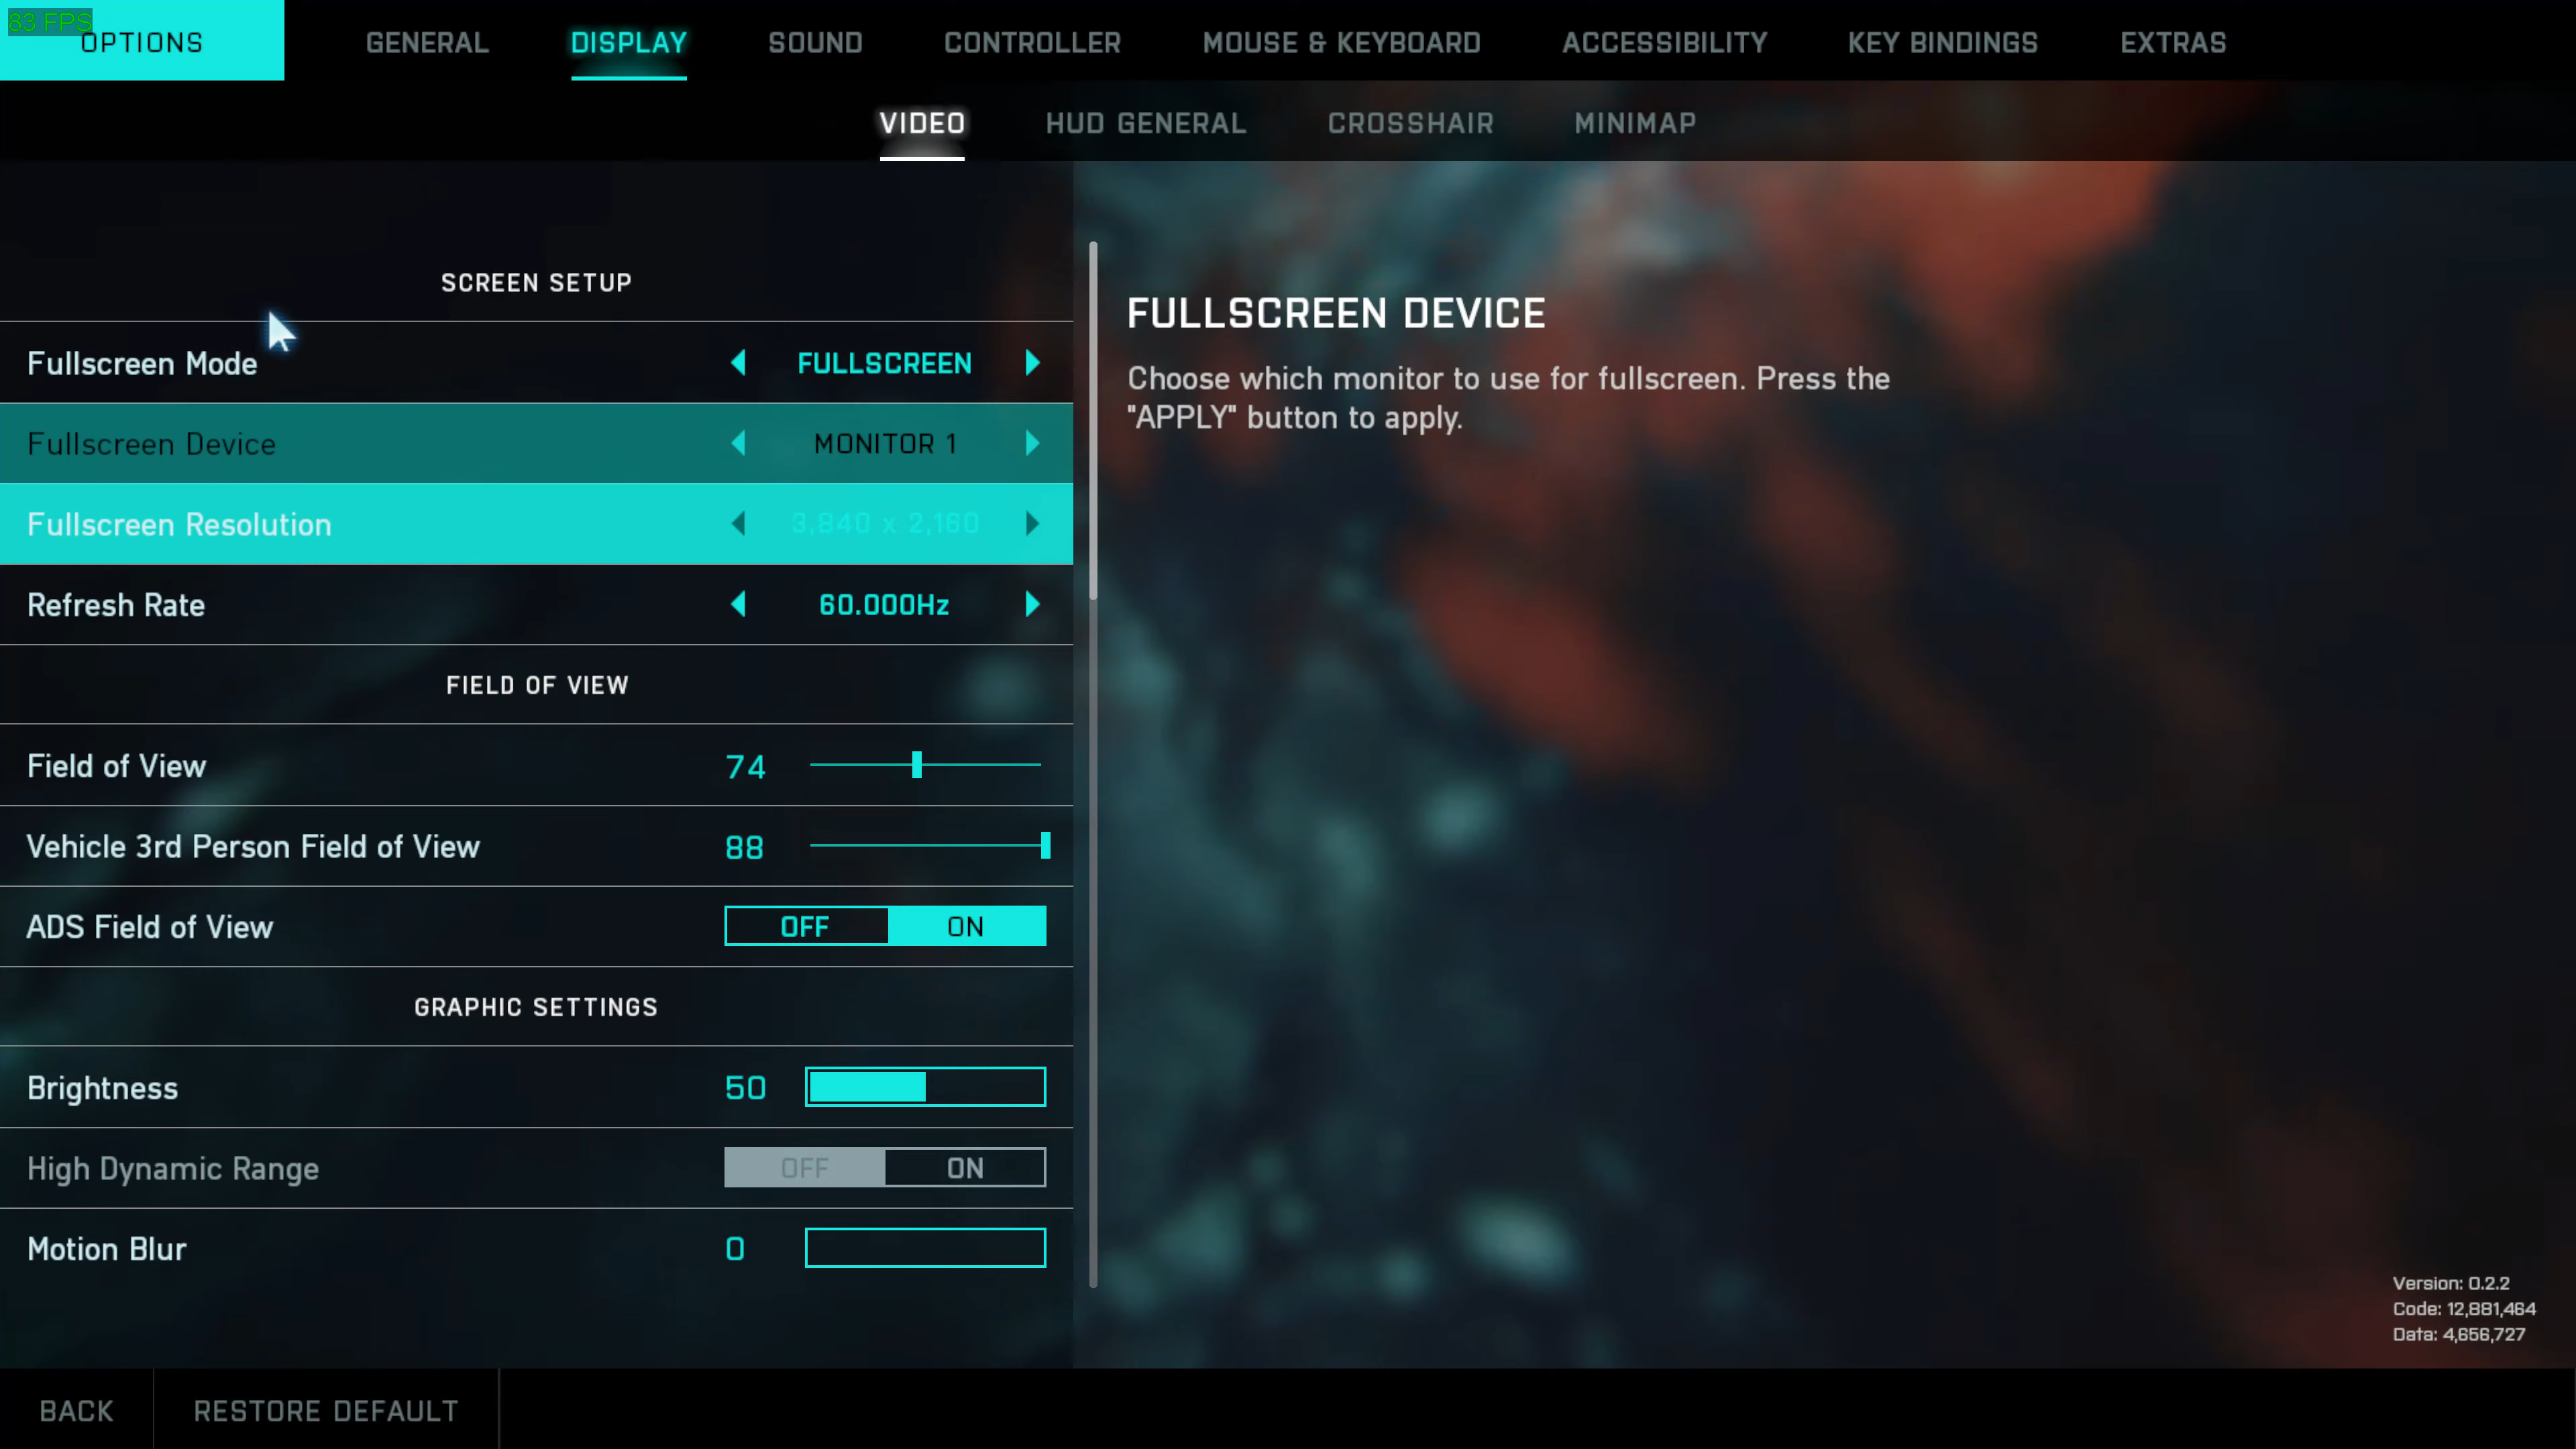 83 FPS
OPTIONS
GENERAL
DISPLAY
SOUND
CONTROLLER
MOUSE & KEYBOARD
ACCESSIBILITY
KEY BINDINGS
EXTRAS
VIDEO
HUD GENERAL
CROSSHAIR
MINIMAP
SCREEN SETUP
Fullscreen Mode FULLSCREEN
Fullscreen Device MONITOR 1
Fullscreen Resolution 3,840 x 2,160
Refresh Rate 60.000Hz
FIELD OF VIEW
Field of View 74
Vehicle 3rd Person Field of View 88
ADS Field of View OFF ON
GRAPHIC SETTINGS
Brightness 50
High Dynamic Range OFF ON
Motion Blur 0
FULLSCREEN DEVICE
Choose which monitor to use for fullscreen. Press the
"APPLY" button to apply.
Version: 0.2.2
Code: 12,881,464
Data: 4,656,727
BACK
RESTORE DEFAULT